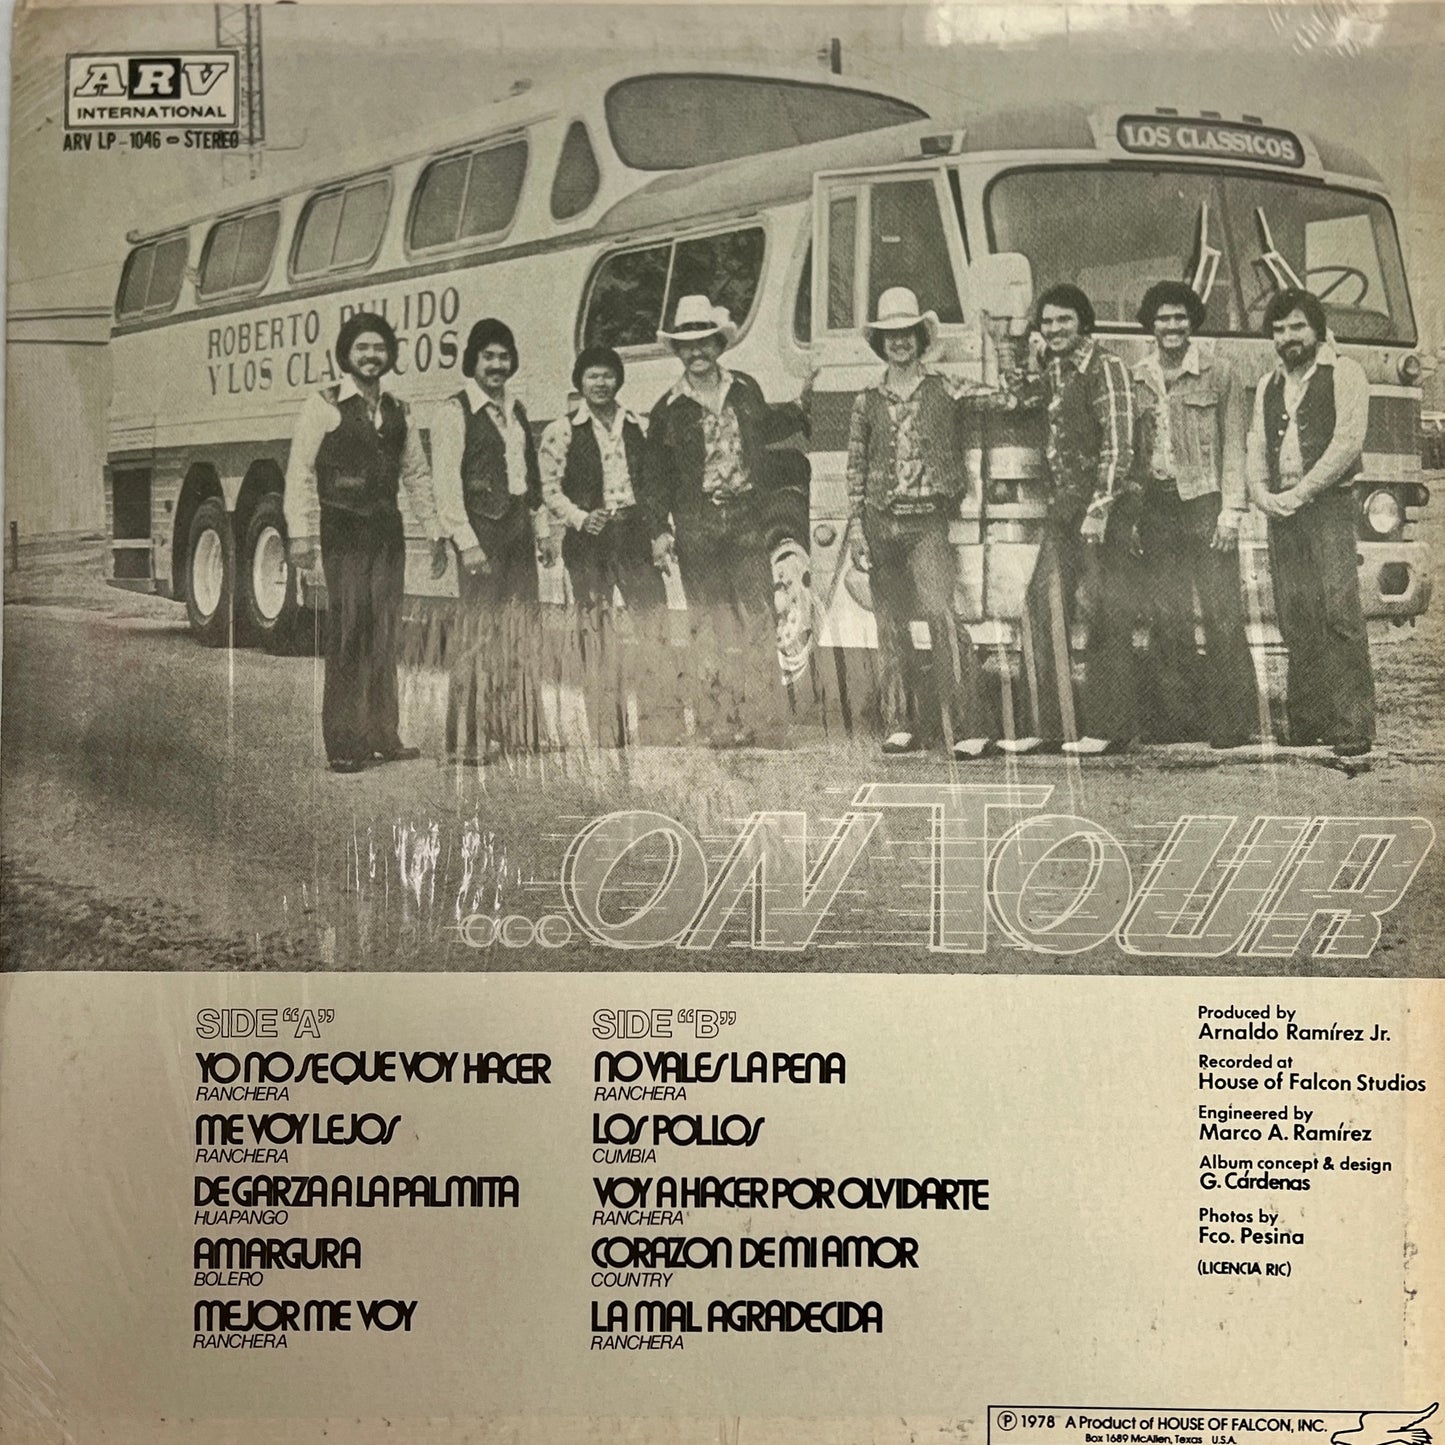 ARV
INTERNATIONAL
ARV LP-1046 - STEREO
LOS CLASSICOS
ROBERTO PULIDO
Y LOS CLASSICOS
...ON TOUR
SIDE "A"
YO NO SE QUE VOY HACER
RANCHERA
ME VOY LEJOS
RANCHERA
DE GARZA A LA PALMITA
HUAPANGO
AMARGURA
BOLERO
MEJOR ME VOY
RANCHERA
SIDE "B"
NO VALES LA PENA
RANCHERA
LOS POLLOS
CUMBIA
VOY A HACER POR OLVIDARTE
RANCHERA
CORAZON DE MI AMOR
COUNTRY
LA MAL AGRADECIDA
RANCHERA
Produced by
Arnaldo Ramírez Jr.
Recorded at
House of Falcon Studios
Engineered by
Marco A. Ramírez
Album concept & design
G. Cárdenas
Photos by
Fco. Pesina
(LICENCIA RIC)
Ⓟ 1978 A Product of HOUSE OF FALCON, INC.
Box 1689 McAllen, Texas U.S.A.